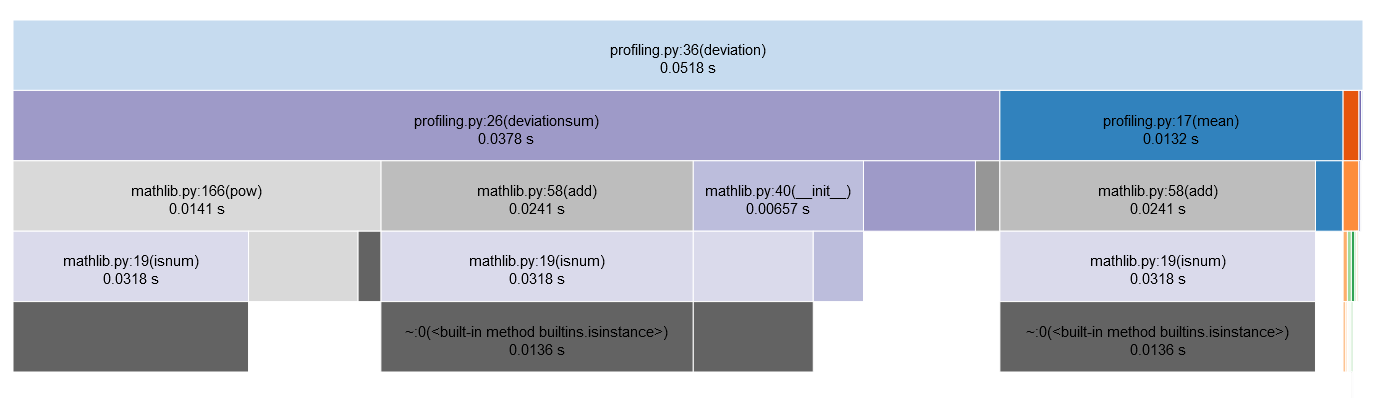 profiling.py:36(deviation)
0.0518 s
profiling.py:26(deviationsum)
0.0378 s
profiling.py:17(mean)
0.0132 s
mathlib.py:166(pow)
0.0141 s
mathlib.py:58(add)
0.0241 s
mathlib.py:40(__init__)
0.00657 s
mathlib.py:58(add)
0.0241 s
mathlib.py:19(isnum)
0.0318 s
mathlib.py:19(isnum)
0.0318 s
mathlib.py:19(isnum)
0.0318 s
~:0(<built-in method builtins.isinstance>)
0.0136 s
~:0(<built-in method builtins.isinstance>)
0.0136 s